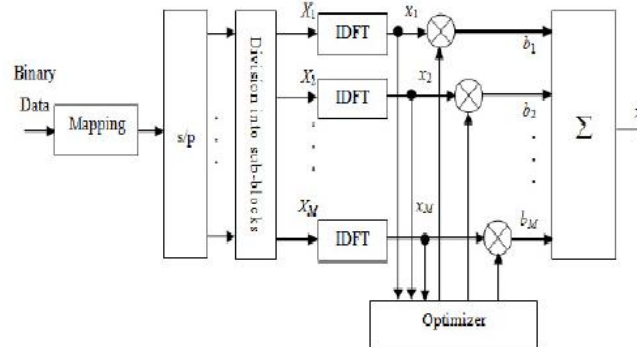 Binary
Data
Mapping
s/p
Division into sub-blocks
X1
IDFT
x1
b1
X2
IDFT
x2
b2
XM
IDFT
xM
bM
Σ
Optimizer